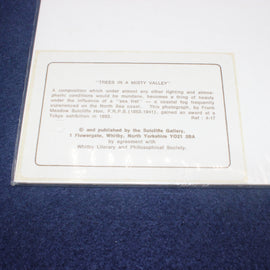 "TREES IN A MISTY VALLEY"
A composition which under almost any other lighting and atmos-
pheric conditions would be mundane, becomes a thing of beauty
under the influence of a "sea fret" — a coastal fog frequently
experienced on the North Sea coast. This photograph, by Frank
Meadow Sutcliffe Hon. F.R.P.S. (1853-1941), gained an award at a
Tokyo exhibition in 1893.
Ref : 4-17
© and published by the Sutcliffe Gallery,
1 Flowergate, Whitby, North Yorkshire YO21 3BA
by agreement with
Whitby Literary and Philosophical Society.